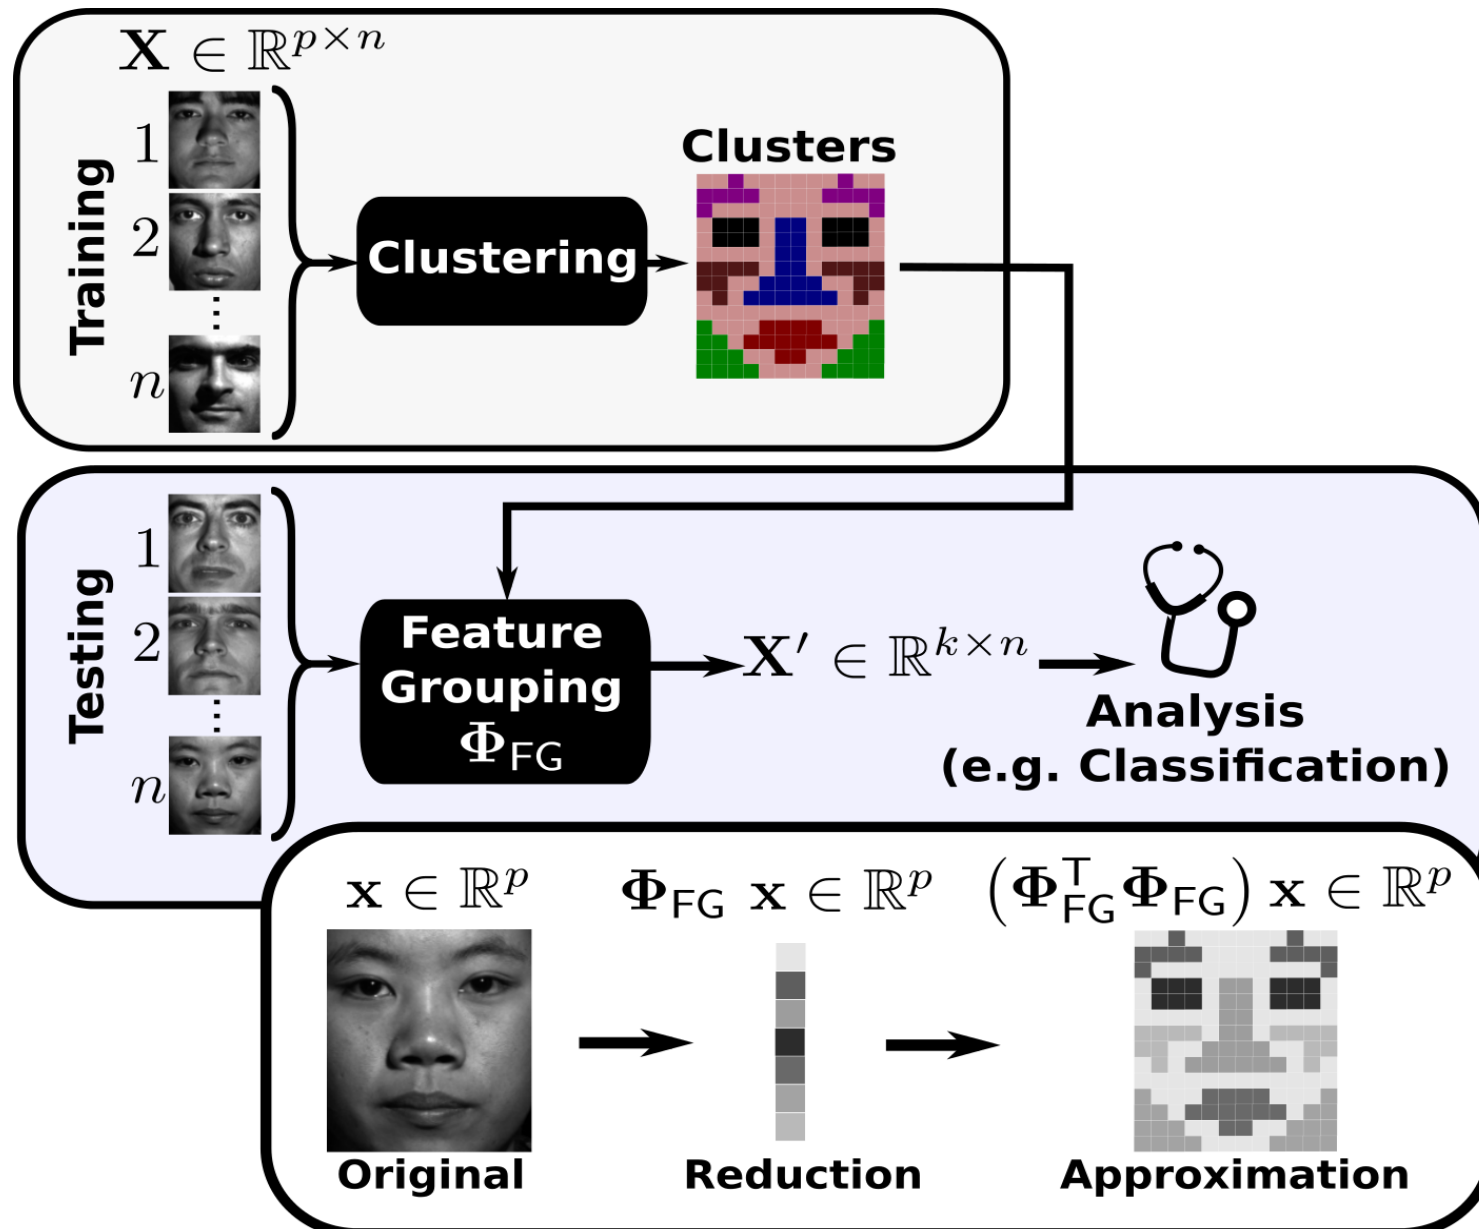 X ∈ ℝ^{p×n}
Training
1
2
⋮
n
Clustering
Clusters
Testing
1
2
⋮
n
Feature
Grouping
Φ_FG
X′ ∈ ℝ^{k×n}
Analysis
(e.g. Classification)
x ∈ ℝ^p
Φ_FG x ∈ ℝ^p
(Φ_FG^T Φ_FG) x ∈ ℝ^p
Original
Reduction
Approximation